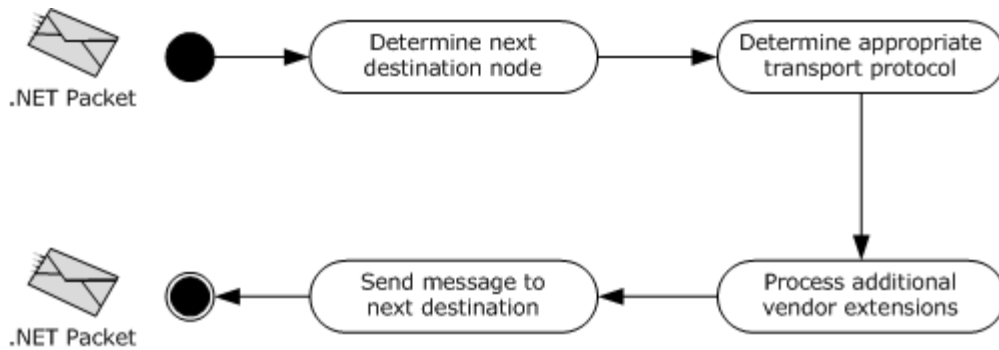 Determine next
destination node
Determine appropriate
transport protocol
.NET Packet
Send message to
next destination
Process additional
vendor extensions
.NET Packet